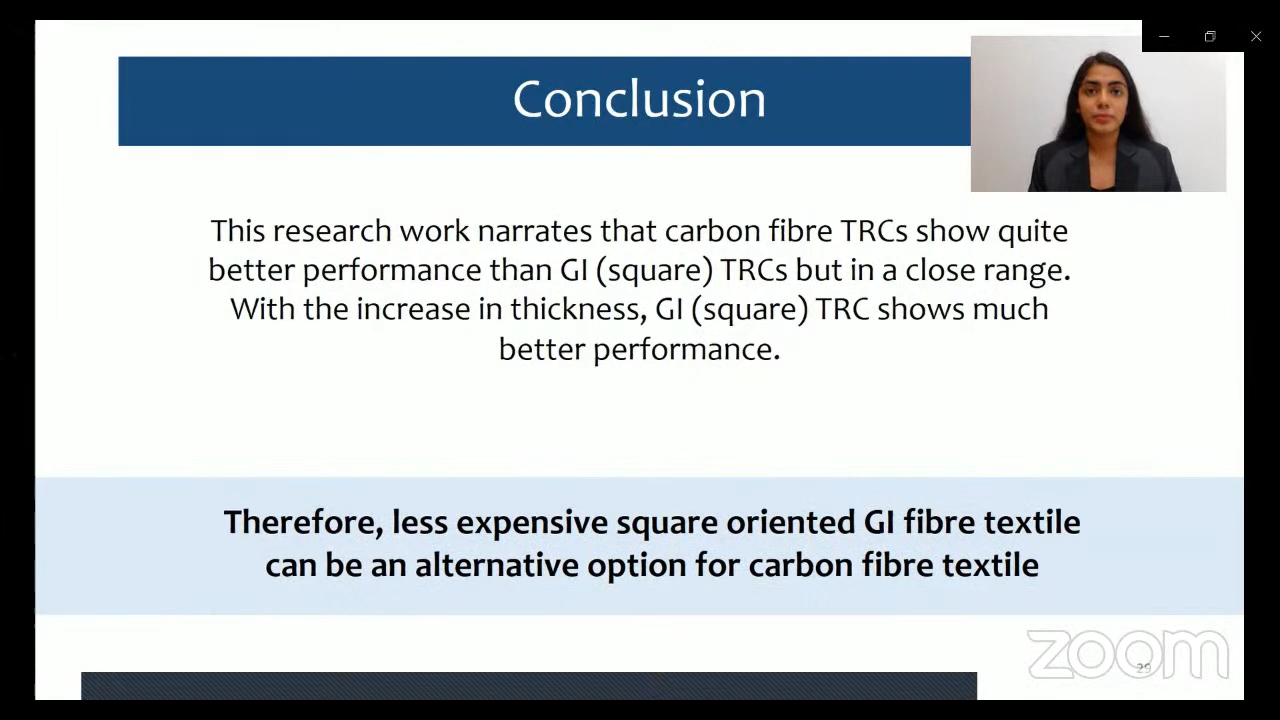 Conclusion
This research work narrates that carbon fibre TRCs show quite
better performance than GI (square) TRCs but in a close range.
With the increase in thickness, GI (square) TRC shows much
better performance.
Therefore, less expensive square oriented GI fibre textile
can be an alternative option for carbon fibre textile
zoom
29